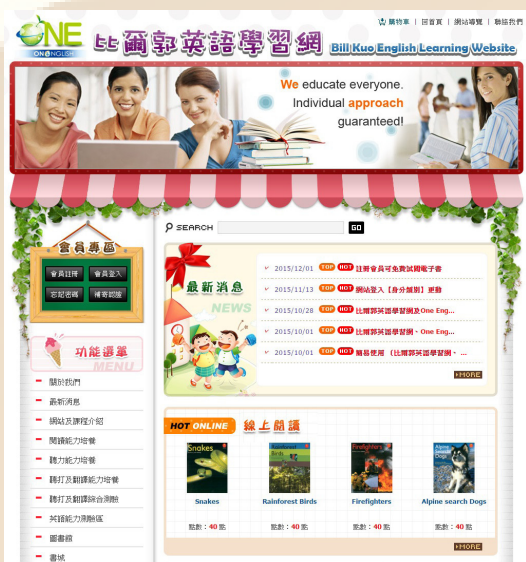 購物車 | 回首頁 | 網站導覽 | 聯絡我們
ONE
ON@NGLISH
比爾郭英語學習網 Bill Kuo English Learning Website
We educate everyone.
Individual approach
guaranteed!
SEARCH GO
會員專區
會員註冊 會員登入
忘記密碼 補寄認證
功能選單
MENU
關於我們
最新消息
網站及課程介紹
閱讀能力培養
聽力能力培養
聽打及翻譯能力培養
聽打及翻譯綜合測驗
英語能力測驗區
圖書館
書城
最新消息
NEWS
2015/12/01 TOP HOT 註冊會員可免費試閱電子書
2015/11/13 TOP HOT 網站登入【身分類別】更動
2015/10/28 TOP HOT 比爾郭英語學習網及One Eng...
2015/10/01 TOP HOT 比爾郭英語學習網、One Eng...
2015/10/01 TOP HOT 簡易使用 (比爾郭英語學習網、 ...
MORE
HOT ONLINE 線上閱讀
Snakes
Rainforest Birds
Firefighters
Alpine search Dogs
Snakes Rainforest Birds Firefighters Alpine search Dogs
點數：40 點 點數：40 點 點數：40 點 點數：40 點
MORE